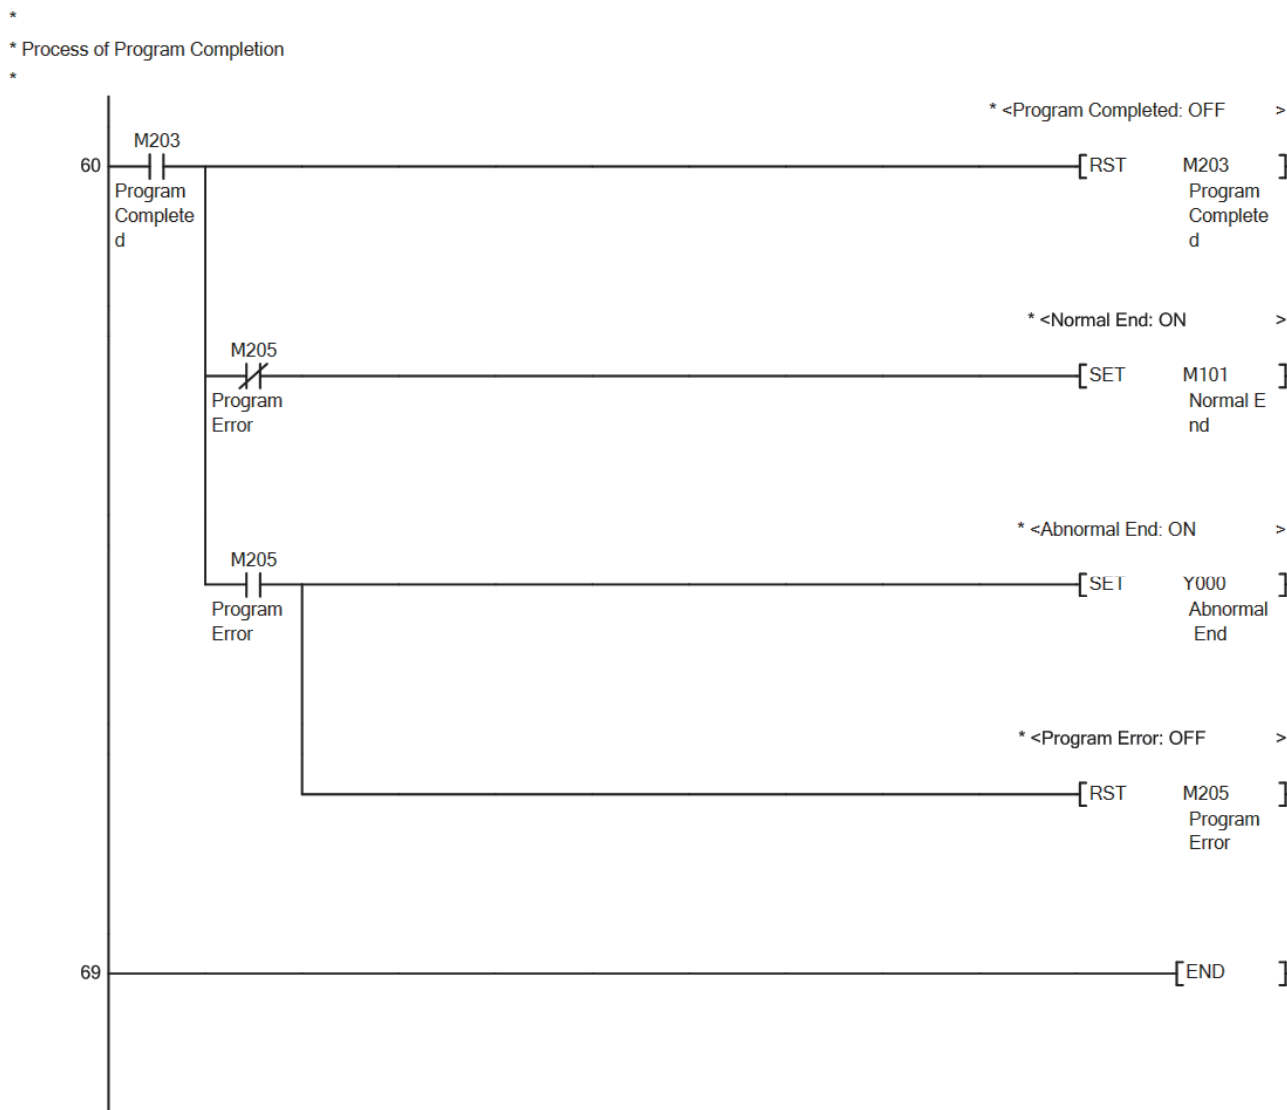 *
* Process of Program Completion
*
* <Program Completed: OFF >
M203
60
[RST M203 ]
Program
Complete
d
Program
Complete
d
* <Normal End: ON >
M205
[SET M101 ]
Program
Error
Normal E
nd
* <Abnormal End: ON >
M205
[SET Y000 ]
Program
Error
Abnormal
End
* <Program Error: OFF >
[RST M205 ]
Program
Error
69
[END ]